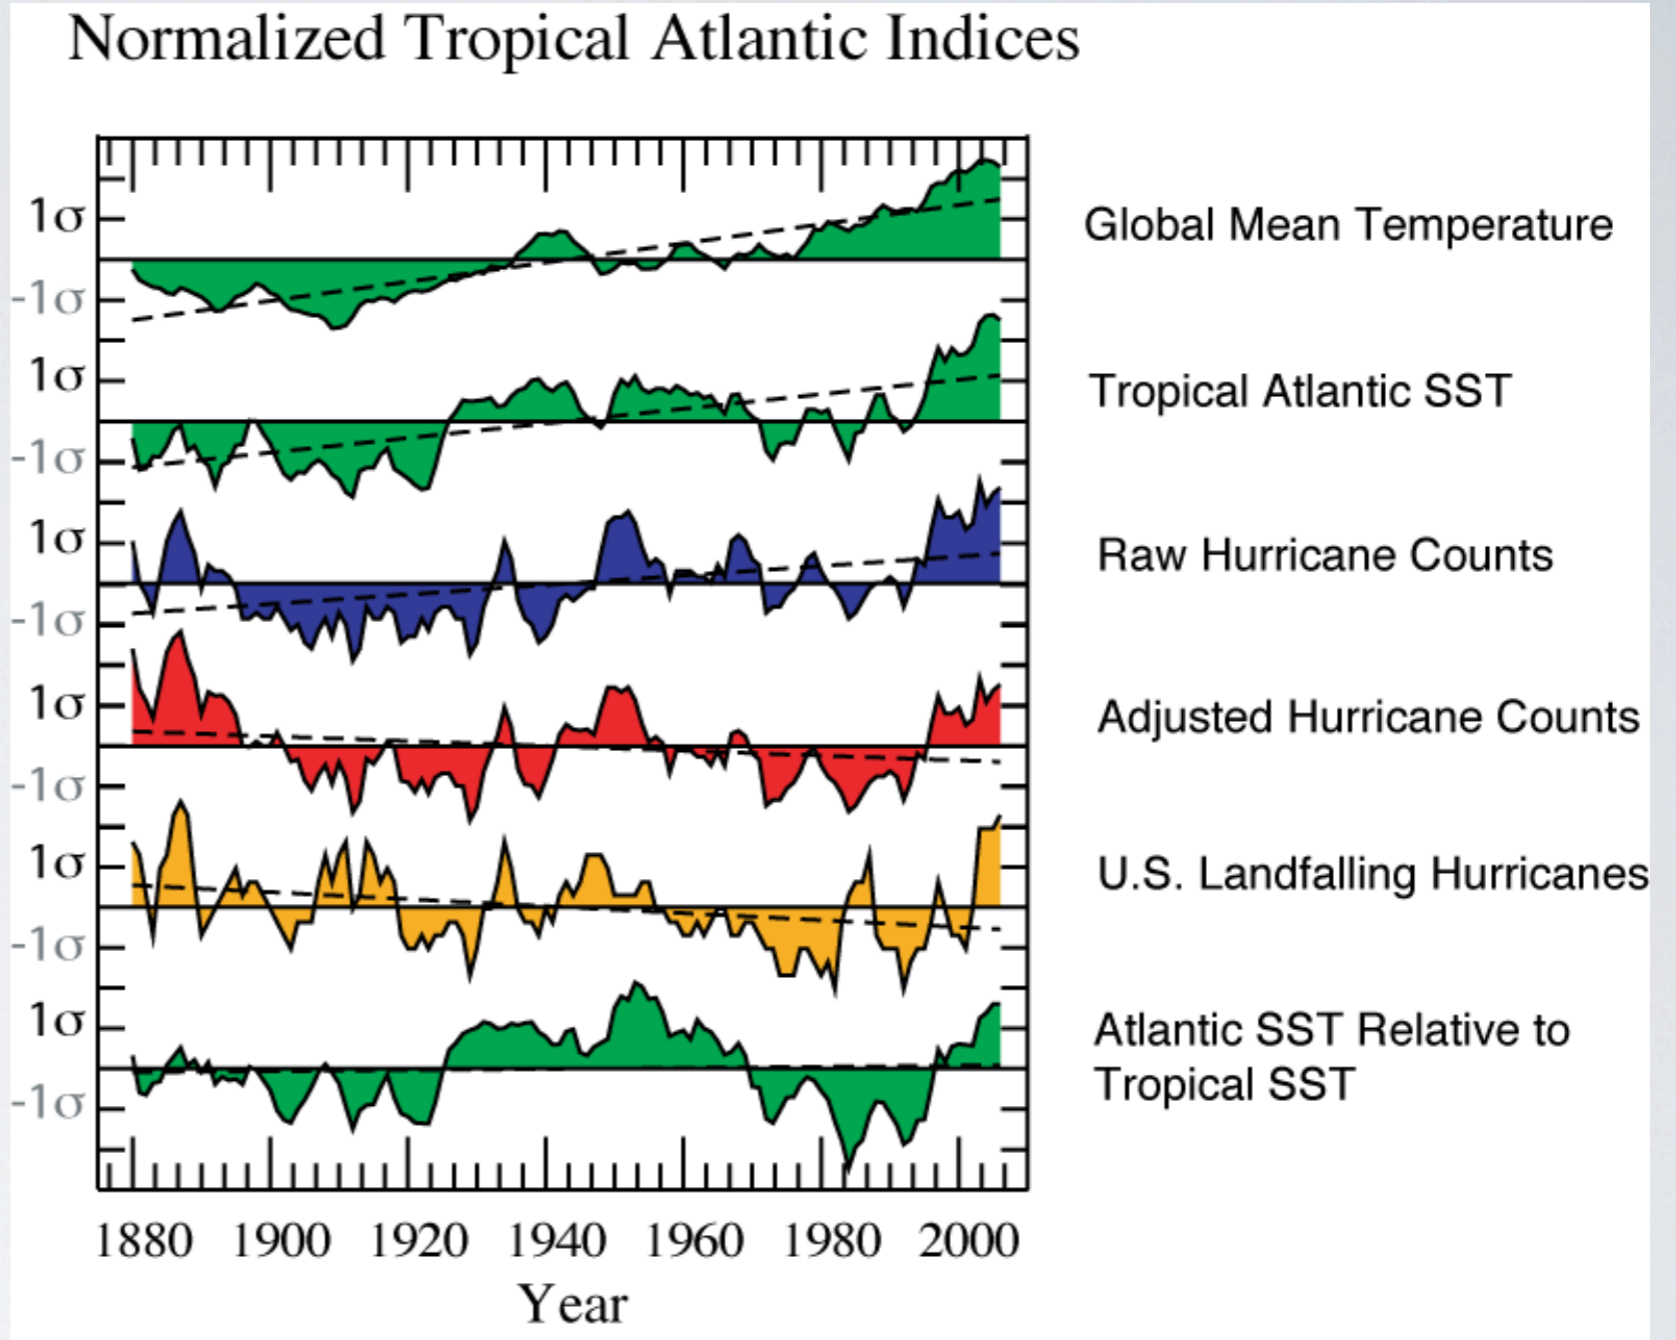 Normalized Tropical Atlantic Indices
1σ
Global Mean Temperature
-1σ
1σ
Tropical Atlantic SST
-1σ
1σ
Raw Hurricane Counts
-1σ
1σ
Adjusted Hurricane Counts
-1σ
1σ
U.S. Landfalling Hurricanes
-1σ
1σ
Atlantic SST Relative to
Tropical SST
-1σ
1880 1900 1920 1940 1960 1980 2000
Year